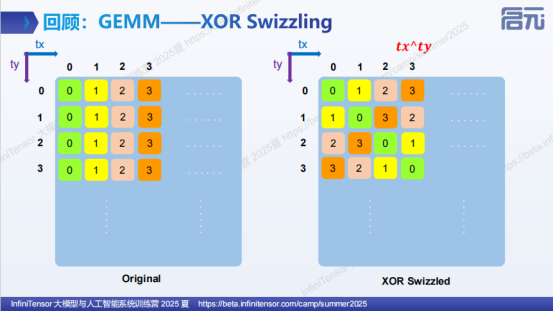 回顾：GEMM——XOR Swizzling
启元
tx
ty
0 1 2 3
0 0 1 2 3 ......
1 0 1 2 3
2 0 1 2 3
3 0 1 2 3 ......
Original
tx
tx^ty
ty
0 1 2 3
0 0 1 2 3 ......
1 1 0 3 2
2 2 3 0 1
3 3 2 1 0 ......
XOR Swizzled
InfiniTensor 大模型与人工智能系统训练营 2025 夏 https://beta.infinitensor.com/camp/summer2025